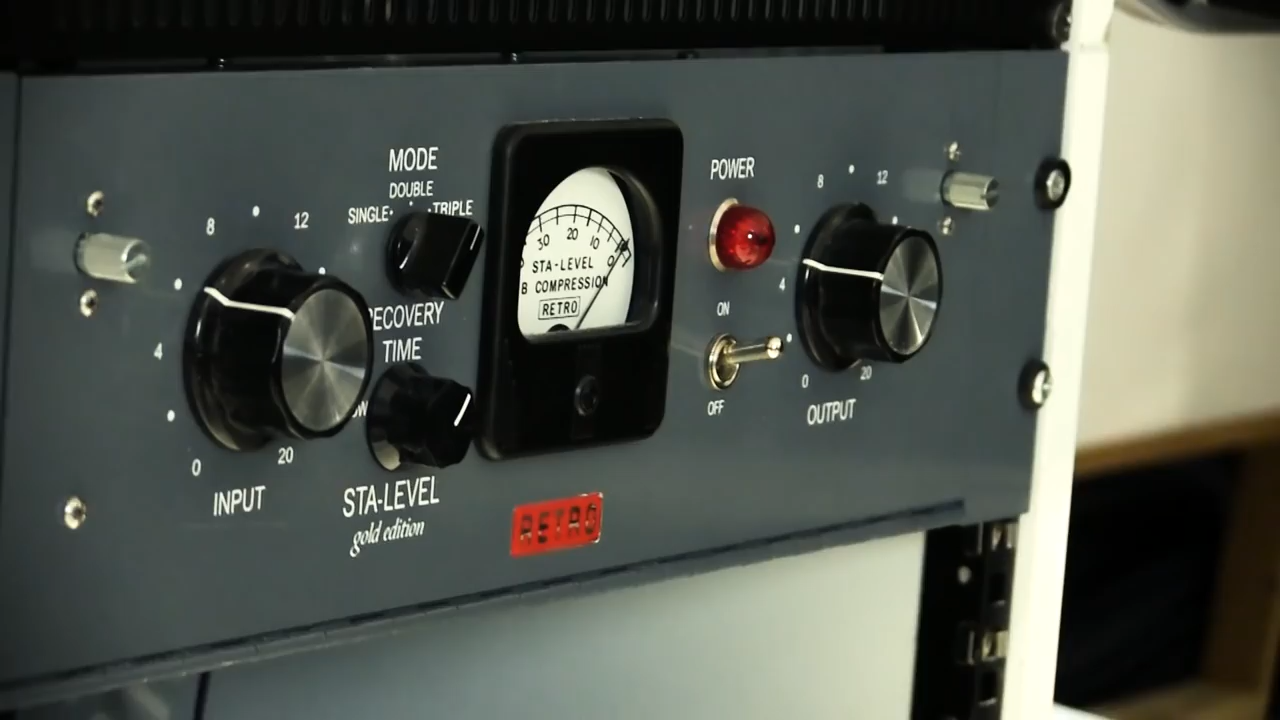 MODE
DOUBLE
SINGLE TRIPLE
8 12
4
0 20
INPUT
RECOVERY
TIME
STA-LEVEL
gold edition
30 20 10 0
STA-LEVEL
B COMPRESSION
RETRO
RETRO
POWER
ON
OFF
8 12
4
0 20
OUTPUT